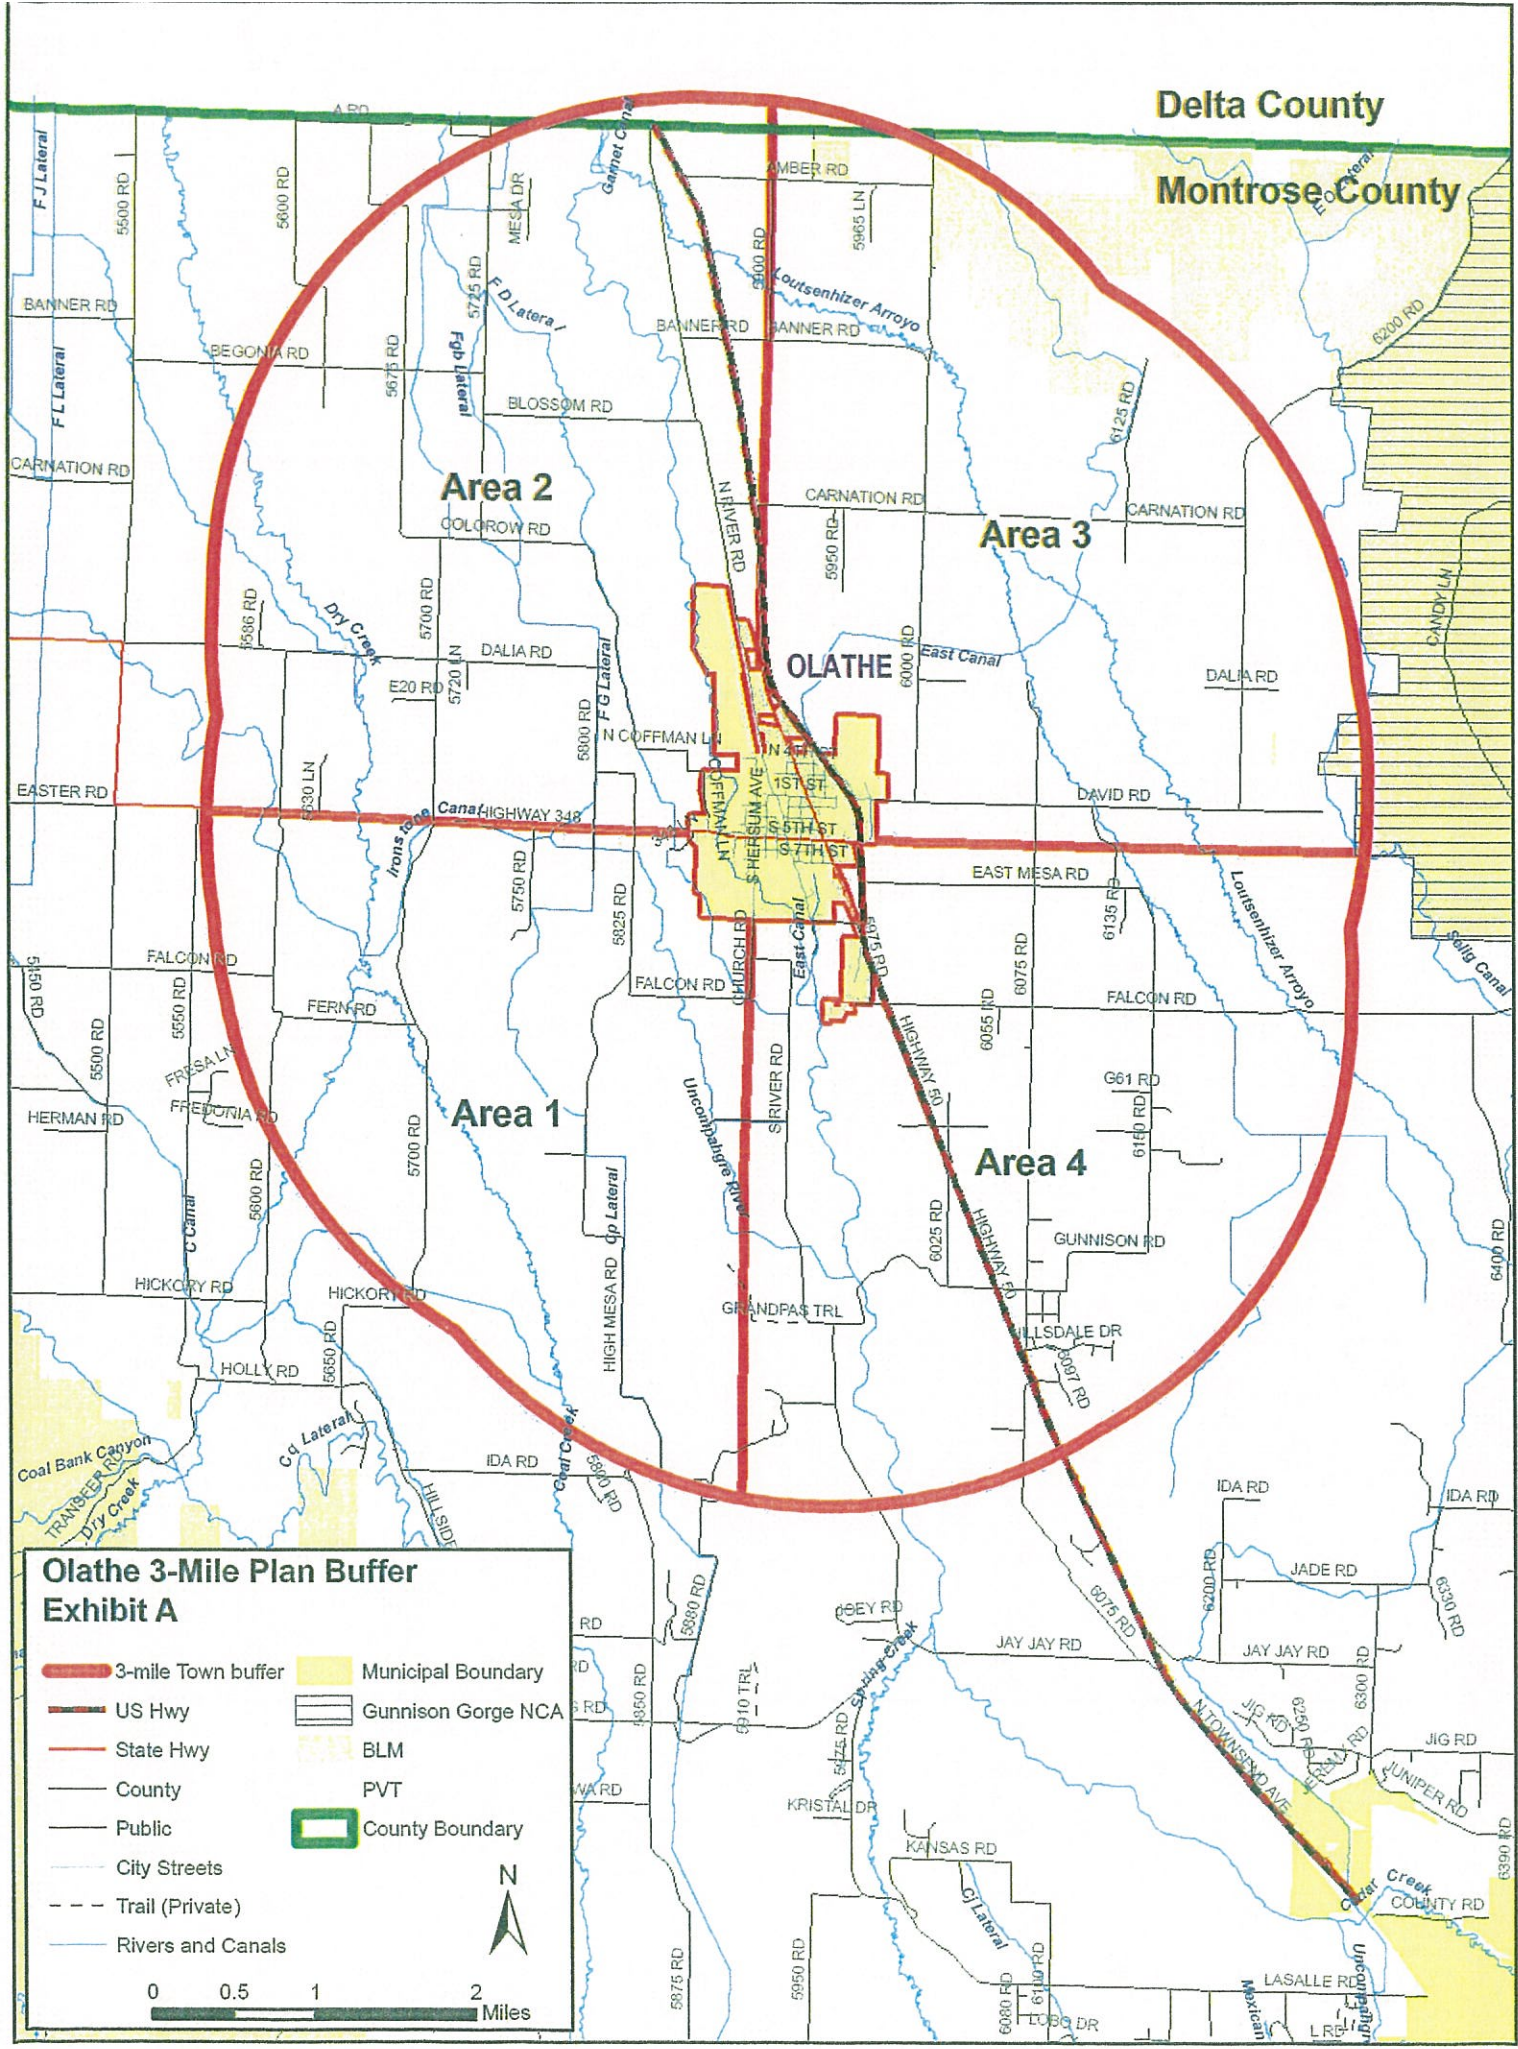 Delta County
Montrose County
A RD
Garnet Canal
F J Lateral
5500 RD
5600 RD
MESA DR
AMBER RD
5965 LN
5900 RD
Loutsenhizer Arroyo
BANNER RD
5725 RD
F D Lateral
BANNER RD
BANNER RD
6200 RD
BEGONIA RD
5675 RD
Fgb Lateral
F L Lateral
BLOSSOM RD
6125 RD
CARNATION RD
Area 2
N RIVER RD
CARNATION RD
CARNATION RD
COLOROW RD
5950 RD
Area 3
CANDY LN
5586 RD
Dry Creek
5700 RD
DALIA RD
5720 LN
E20 RD
F G Lateral
OLATHE
6000 RD
East Canal
DALIA RD
5800 RD
N COFFMAN LN
N 4TH ST
1ST ST
COFFMAN LN
S HERSUM AVE
S 5TH ST
S 7TH ST
EASTER RD
5630 LN
Irons tone
Canal
HIGHWAY 348
DAVID RD
EAST MESA RD
5750 RD
5825 RD
CHURCH RD
East Canal
5975 RD
6075 RD
6135 RD
Loutsenhizer Arroyo
Selig Canal
5450 RD
FALCON RD
5550 RD
FALCON RD
FERN RD
6055 RD
FALCON RD
5500 RD
FRESA LN
FREDONIA RD
HERMAN RD
Area 1
Uncompahgre River
S RIVER RD
HIGHWAY 50
G61 RD
6150 RD
5700 RD
5600 RD
C Canal
Cp Lateral
Area 4
6025 RD
HIGHWAY 50
GUNNISON RD
6400 RD
HICKORY RD
HICKORY RD
HIGH MESA RD
GRANDPAS TRL
5650 RD
HOLLY RD
6097 RD
Cq Lateral
Coal Bank Canyon
TRANSFER RD
Dry Creek
IDA RD
Coal Creek
5800 RD
HILLSIDE
IDA RD
IDA RD
JADE RD
6200 RD
6330 RD
6075 RD
5880 RD
JOEY RD
JAY JAY RD
JAY JAY RD
Spring Creek
RD
RD
5850 RD
5910 TRL
5975 RD
6300 RD
JIG RD
6250 RD
JEREMY RD
JIG RD
N TOWNSEND AVE
JUNIPER RD
KRISTAL DR
KANSAS RD
6390 RD
Cedar Creek
COUNTY RD
Cj Lateral
5875 RD
5950 RD
6080 RD
6100 RD
LOBO DR
LASALLE RD
Mexican
L RD
Olathe 3-Mile Plan Buffer
Exhibit A
3-mile Town buffer
US Hwy
State Hwy
County
Public
City Streets
Trail (Private)
Rivers and Canals
Municipal Boundary
Gunnison Gorge NCA
BLM
PVT
County Boundary
N
0 0.5 1 2
Miles